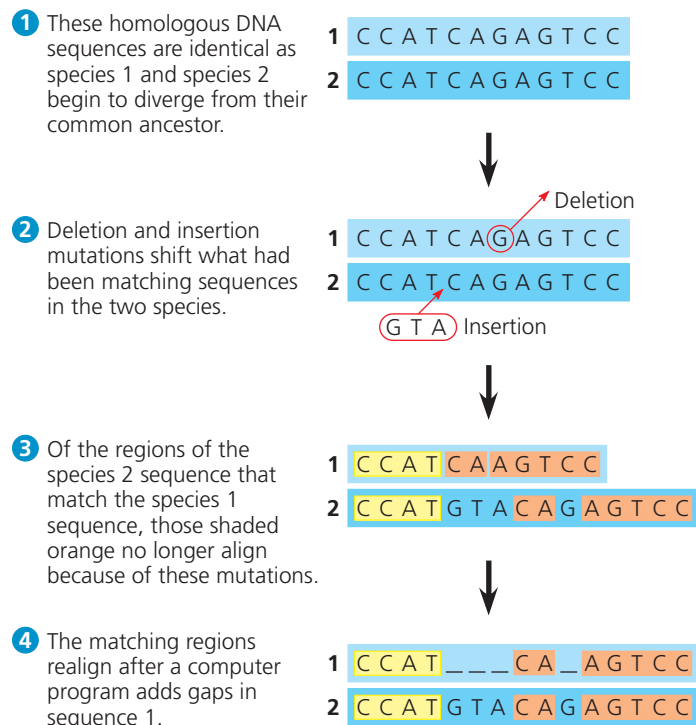 1 These homologous DNA
sequences are identical as
species 1 and species 2
begin to diverge from their
common ancestor.
1 C C A T C A G A G T C C
2 C C A T C A G A G T C C
Deletion
2 Deletion and insertion
mutations shift what had
been matching sequences
in the two species.
1 C C A T C A G A G T C C
2 C C A T C A G A G T C C
G T A Insertion
3 Of the regions of the
species 2 sequence that
match the species 1
sequence, those shaded
orange no longer align
because of these mutations.
1 C C A T C A A G T C C
2 C C A T G T A C A G A G T C C
4 The matching regions
realign after a computer
program adds gaps in
sequence 1.
1 C C A T _ _ _ C A _ A G T C C
2 C C A T G T A C A G A G T C C